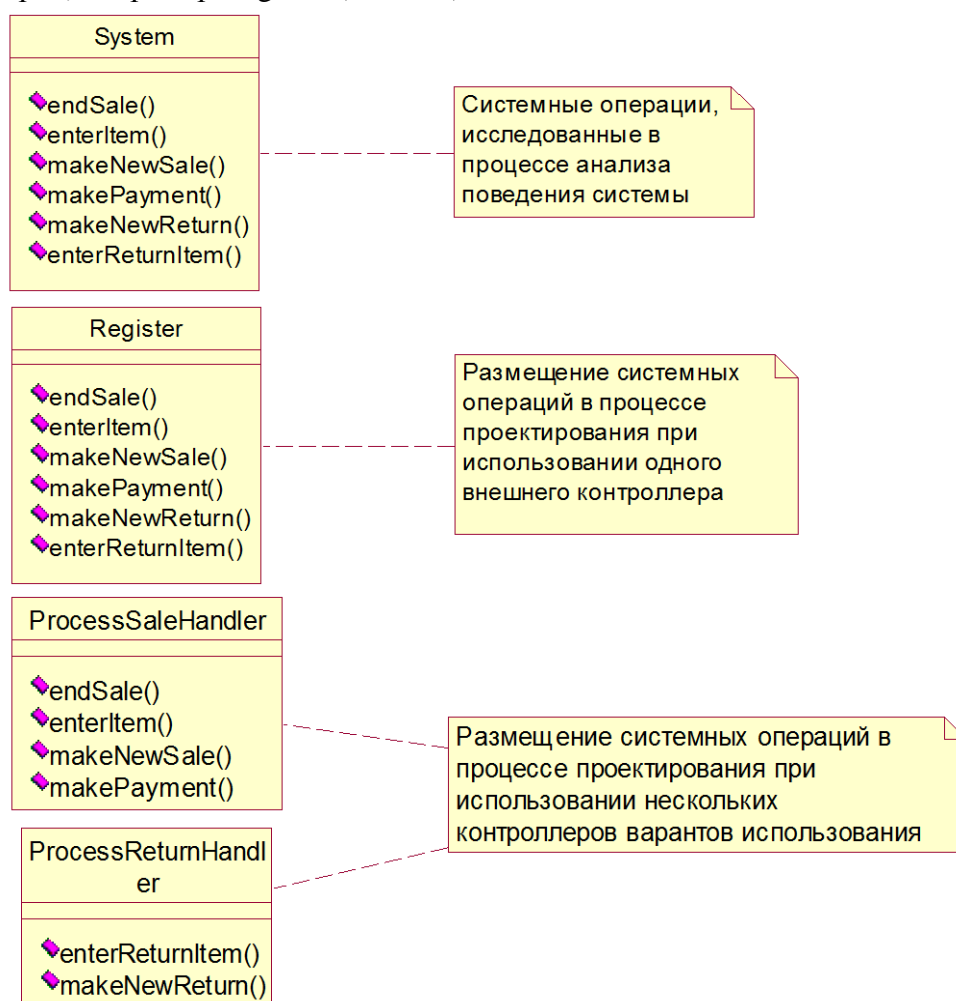 System
endSale()
enterItem()
makeNewSale()
makePayment()
makeNewReturn()
enterReturnItem()
Системные операции,
исследованные в
процессе анализа
поведения системы
Register
endSale()
enterItem()
makeNewSale()
makePayment()
makeNewReturn()
enterReturnItem()
Размещение системных
операций в процессе
проектирования при
использовании одного
внешнего контроллера
ProcessSaleHandler
endSale()
enterItem()
makeNewSale()
makePayment()
Размещение системных операций в
процессе проектирования при
использовании нескольких
контроллеров варантов использования
ProcessReturnHandl
er
enterReturnItem()
makeNewReturn()